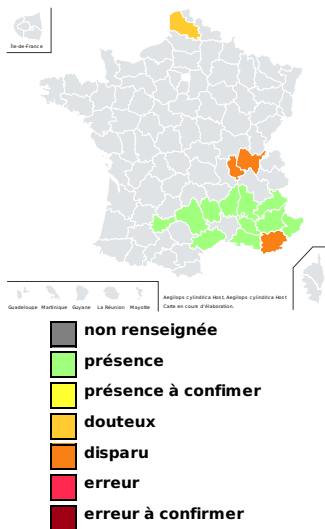 Île-de-France
Guadeloupe Martinique Guyane La Réunion Mayotte
Aegilops cylindrica Host, Aegilops cylindrica Host
Carte en cours d'élaboration.
non renseignée
présence
présence à confimer
douteux
disparu
erreur
erreur à confirmer